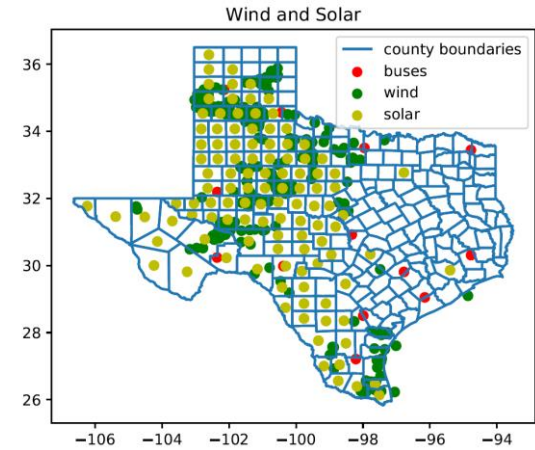 Wind and Solar
county boundaries
buses
wind
solar
36
34
32
30
28
26
−106 −104 −102 −100 −98 −96 −94